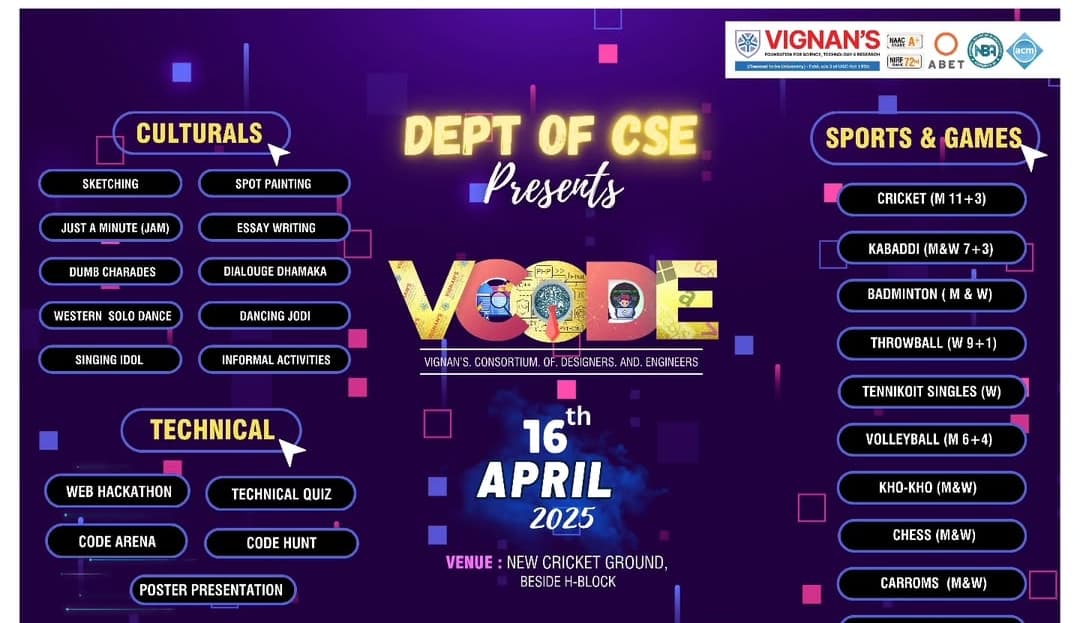 VIGNAN'S
FOUNDATION FOR SCIENCE, TECHNOLOGY & RESEARCH
(Deemed to be University) - Estd. u/s 3 of UGC Act 1956
NAAC
GRADE A+
NIRF
RANK 72nd
ABET
NBA
acm
DEPT OF CSE
Presents
VCODE
VIGNAN'S. CONSORTIUM. OF. DESIGNERS. AND. ENGINEERS
16th
APRIL
2025
VENUE : NEW CRICKET GROUND,
BESIDE H-BLOCK
CULTURALS
SKETCHING
SPOT PAINTING
JUST A MINUTE (JAM)
ESSAY WRITING
DUMB CHARADES
DIALOUGE DHAMAKA
WESTERN SOLO DANCE
DANCING JODI
SINGING IDOL
INFORMAL ACTIVITIES
TECHNICAL
WEB HACKATHON
TECHNICAL QUIZ
CODE ARENA
CODE HUNT
POSTER PRESENTATION
SPORTS & GAMES
CRICKET (M 11+3)
KABADDI (M&W 7+3)
BADMINTON ( M & W)
THROWBALL (W 9+1)
TENNIKOIT SINGLES (W)
VOLLEYBALL (M 6+4)
KHO-KHO (M&W)
CHESS (M&W)
CARROMS (M&W)